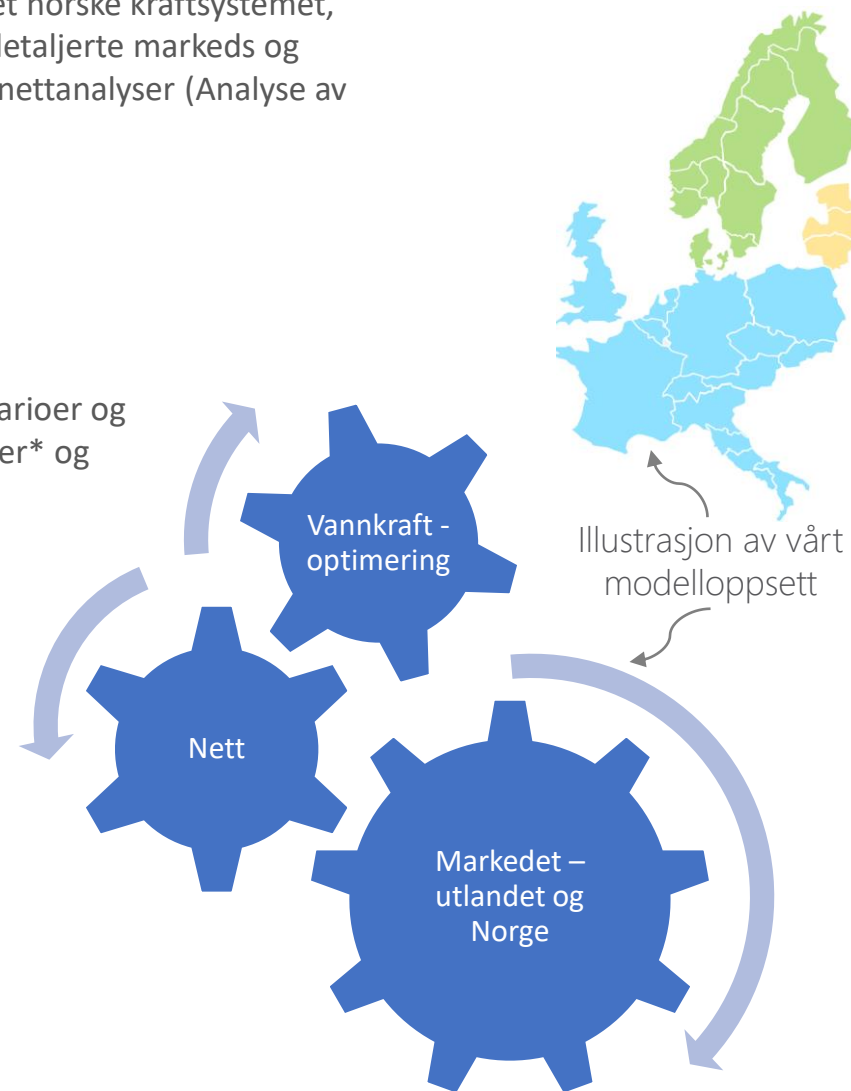 et norske kraftsystemet,
detaljerte markeds og
nettanalyser (Analyse av
arioer og
er* og
Vannkraft -
optimering
Illustrasjon av vårt
modelloppsett
Nett
Markedet –
utlandet og
Norge